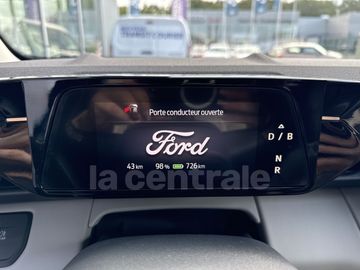 Porte conducteur ouverte
Ford
D / B
43 km 98 % 726 km
N
R
la centrale